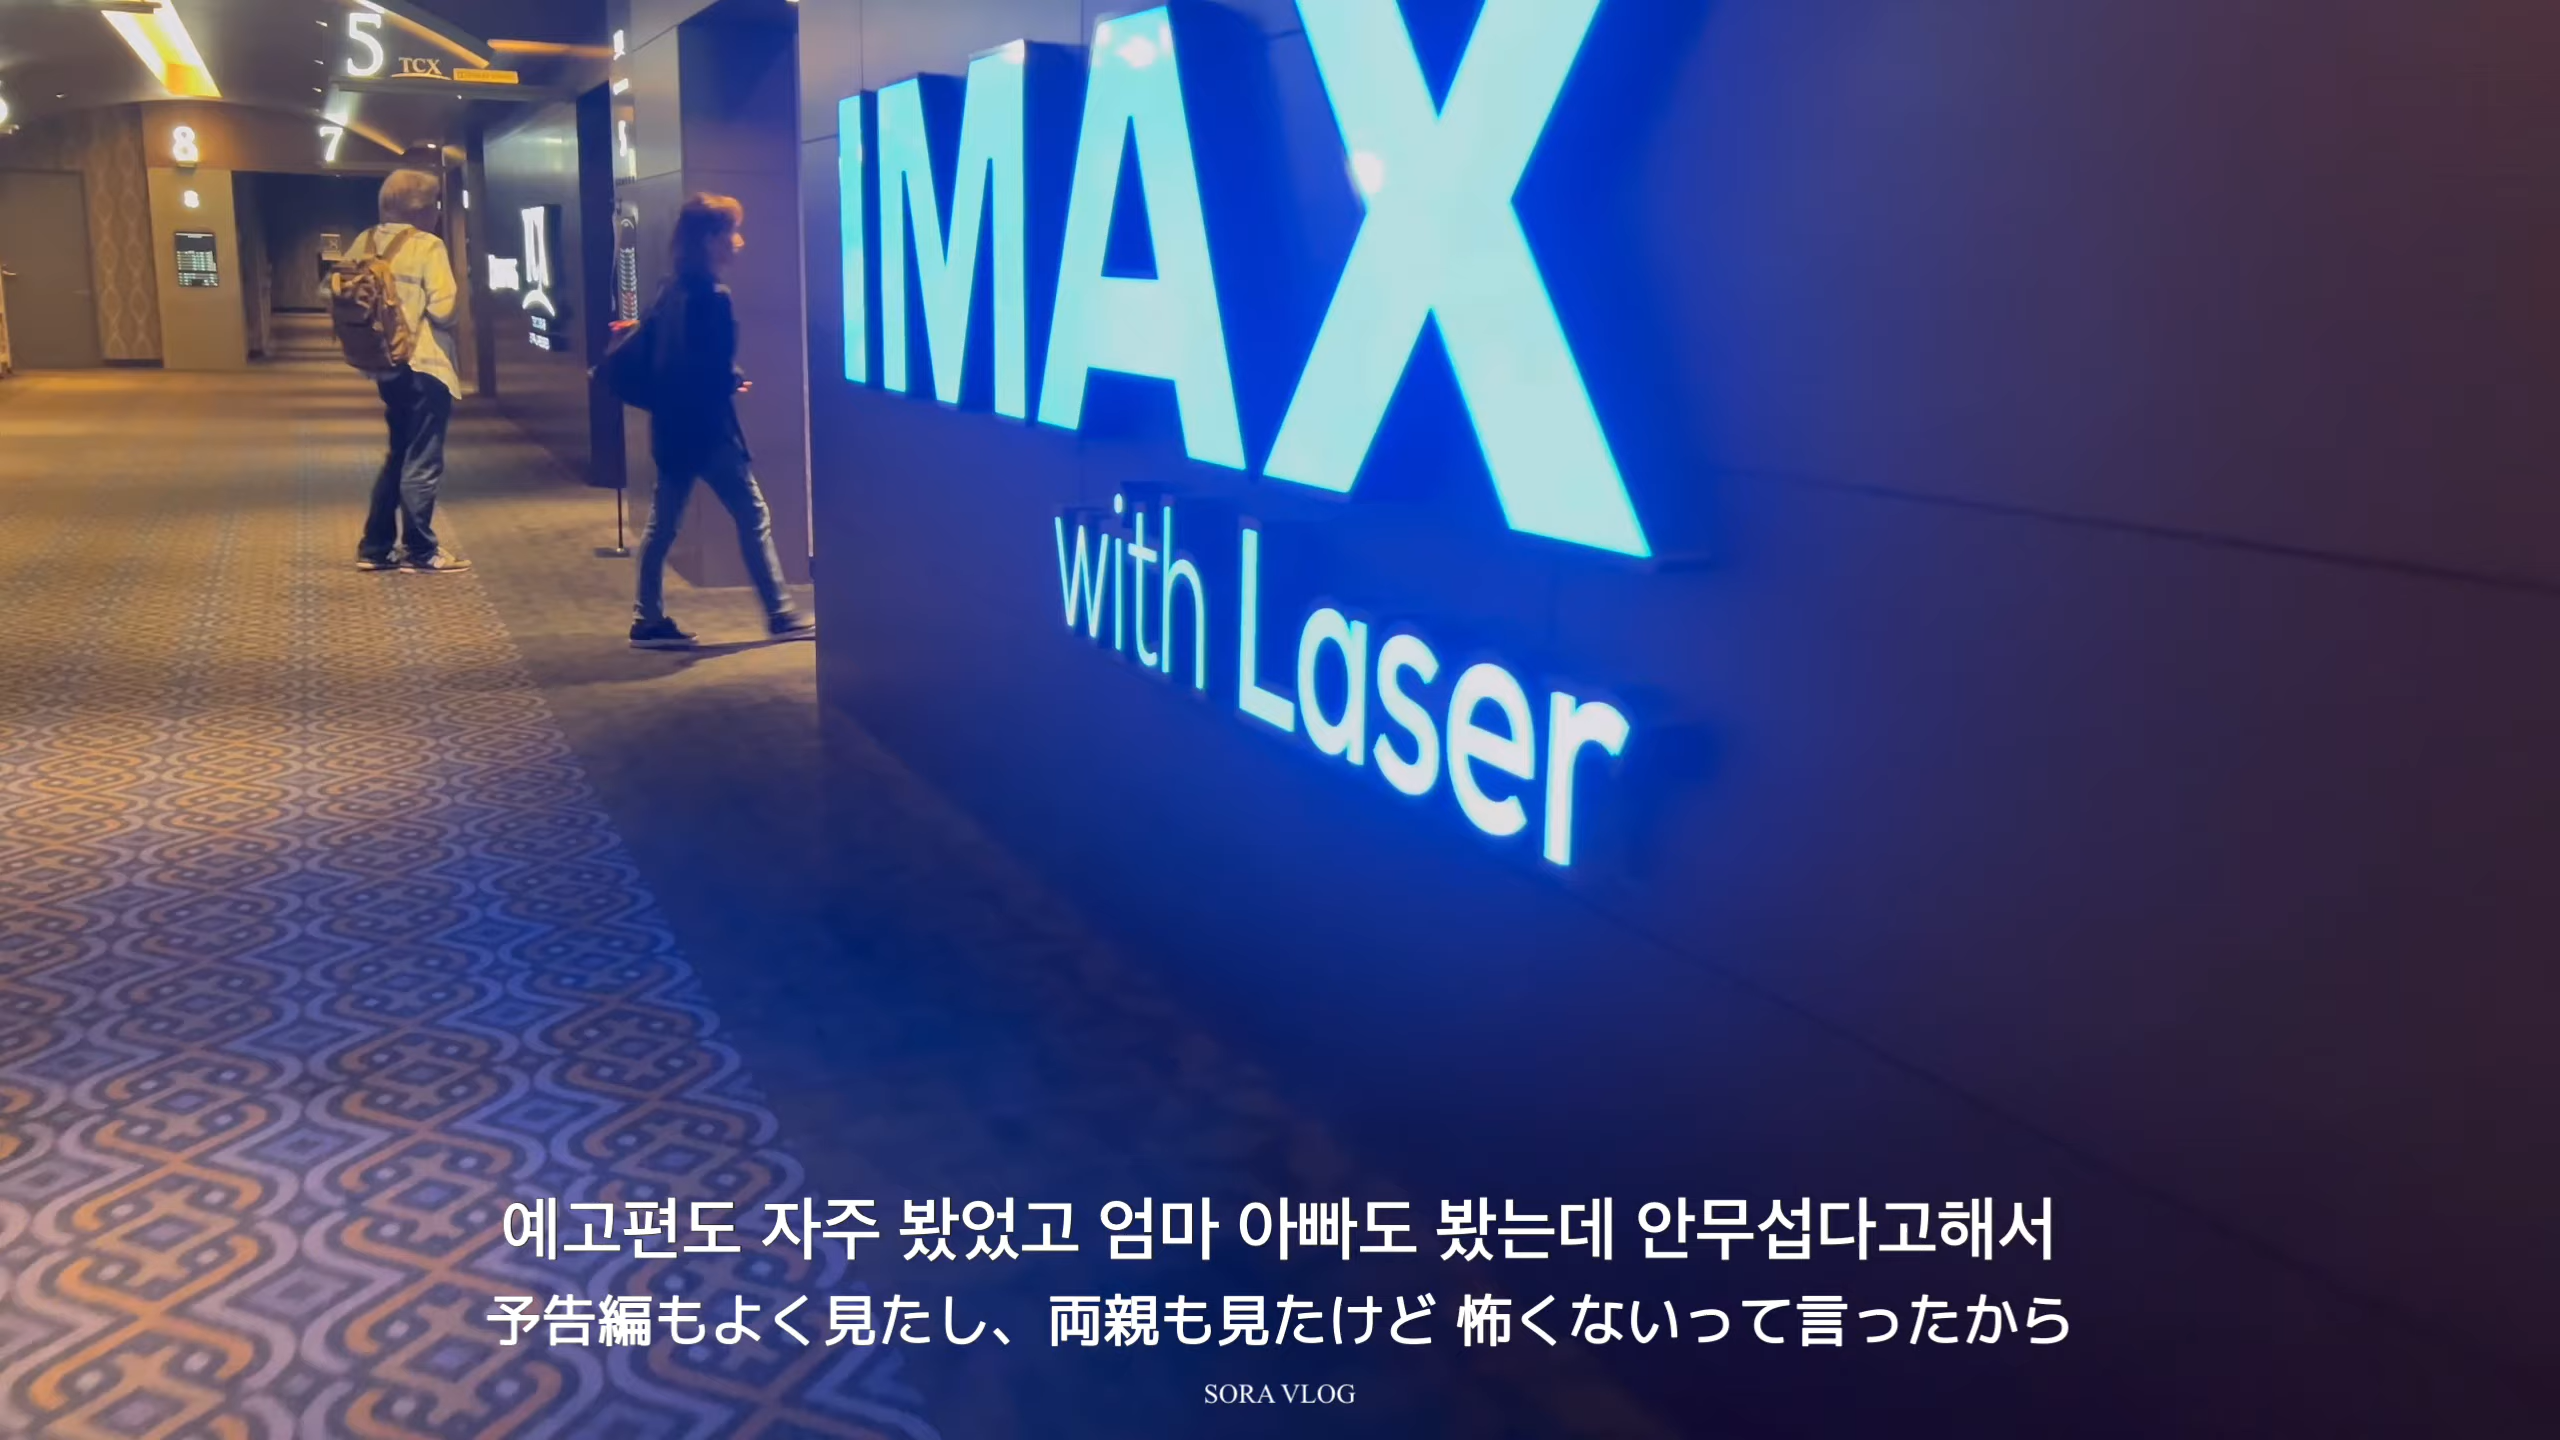 5 TCX
8
7
8
IMAX
with Laser
예고편도 자주 봤었고 엄마 아빠도 봤는데 안무섭다고해서
予告編もよく見たし、両親も見たけど 怖くないって言ったから
SORA VLOG